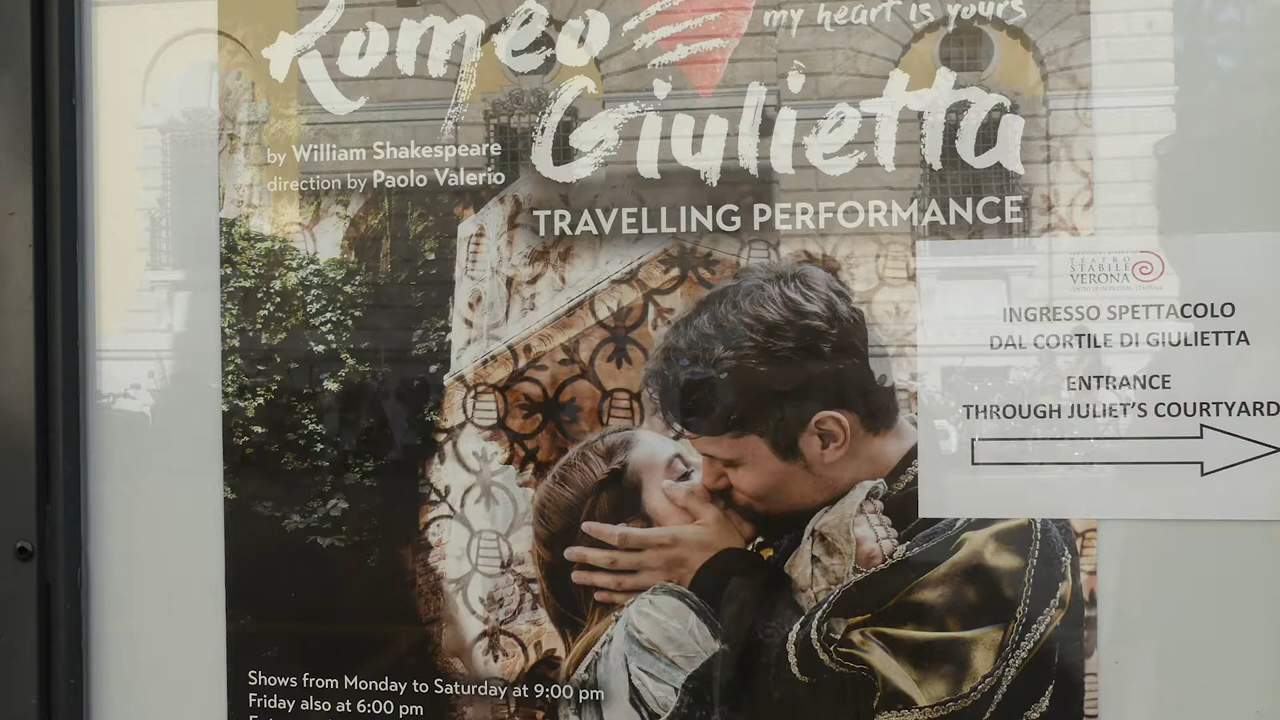 Romeo
my heart is yours
Giulietta
by William Shakespeare
direction by Paolo Valerio
TRAVELLING PERFORMANCE
TEATRO
STABILE
VERONA
INGRESSO SPETTACOLO
DAL CORTILE DI GIULIETTA
ENTRANCE
THROUGH JULIET'S COURTYARD
Shows from Monday to Saturday at 9:00 pm
Friday also at 6:00 pm